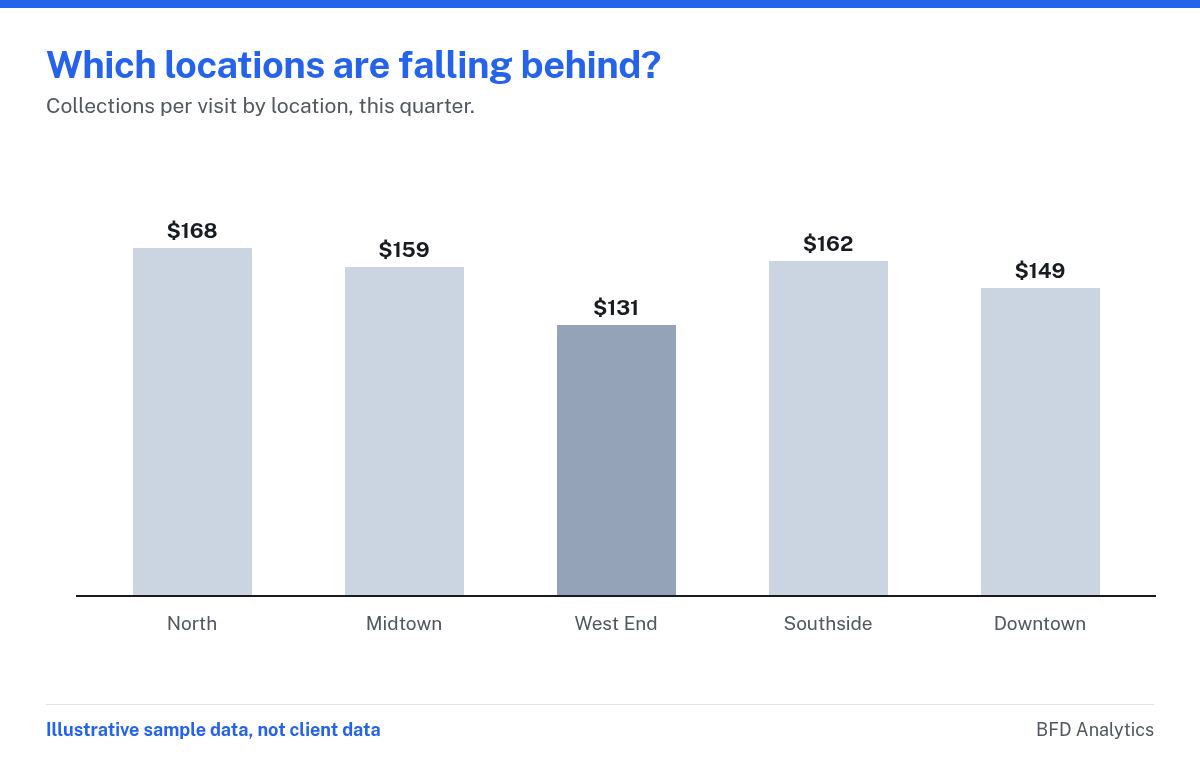 Which locations are falling behind?
Collections per visit by location, this quarter.
$168
$159
$131
$162
$149
North
Midtown
West End
Southside
Downtown
Illustrative sample data, not client data
BFD Analytics